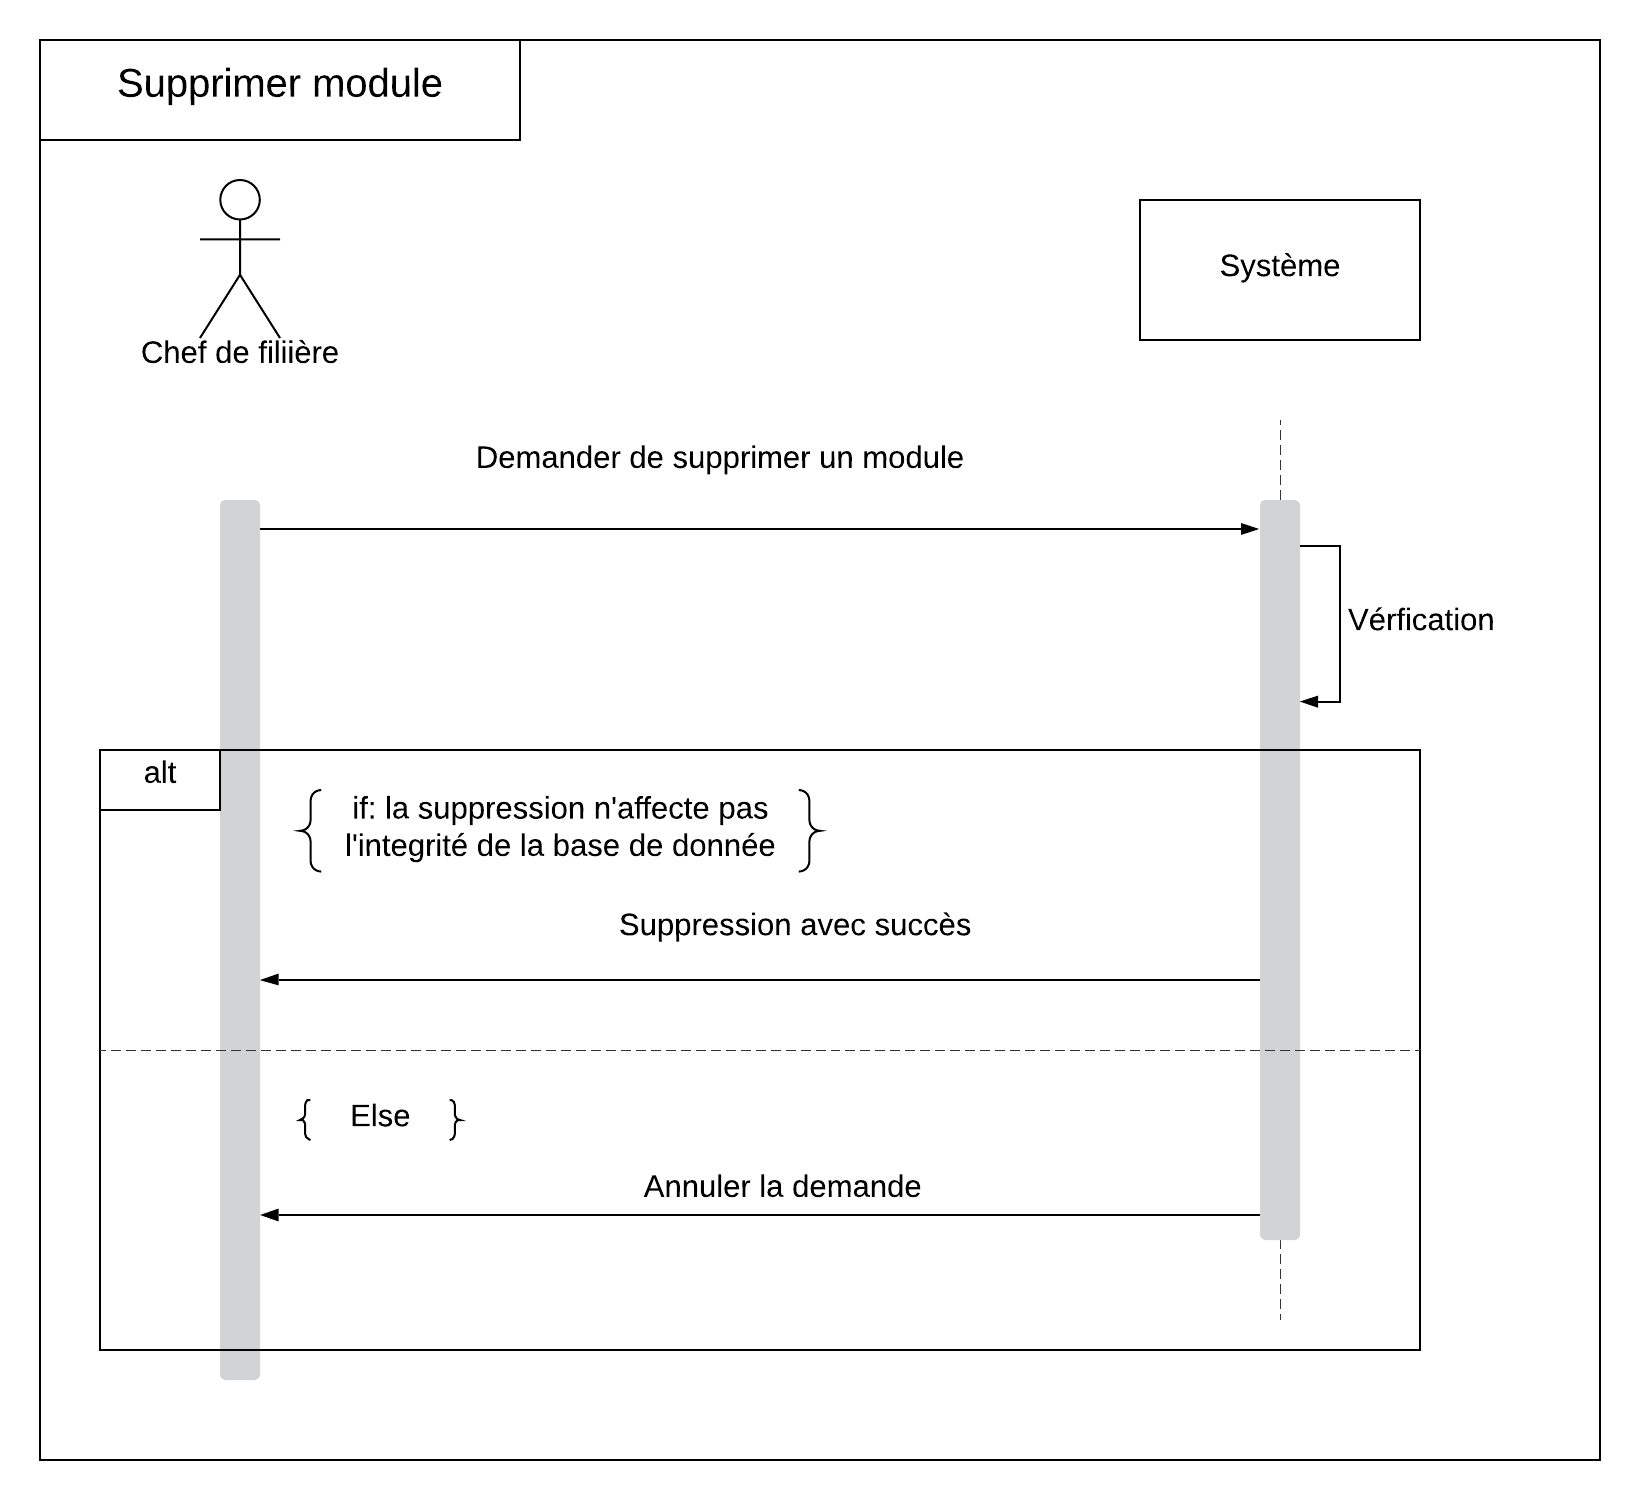 Supprimer module
Système
Chef de filiière
Demander de supprimer un module
Vérfication
alt
if: la suppression n'affecte pas
l'integrité de la base de donnée
Suppression avec succès
Else
Annuler la demande